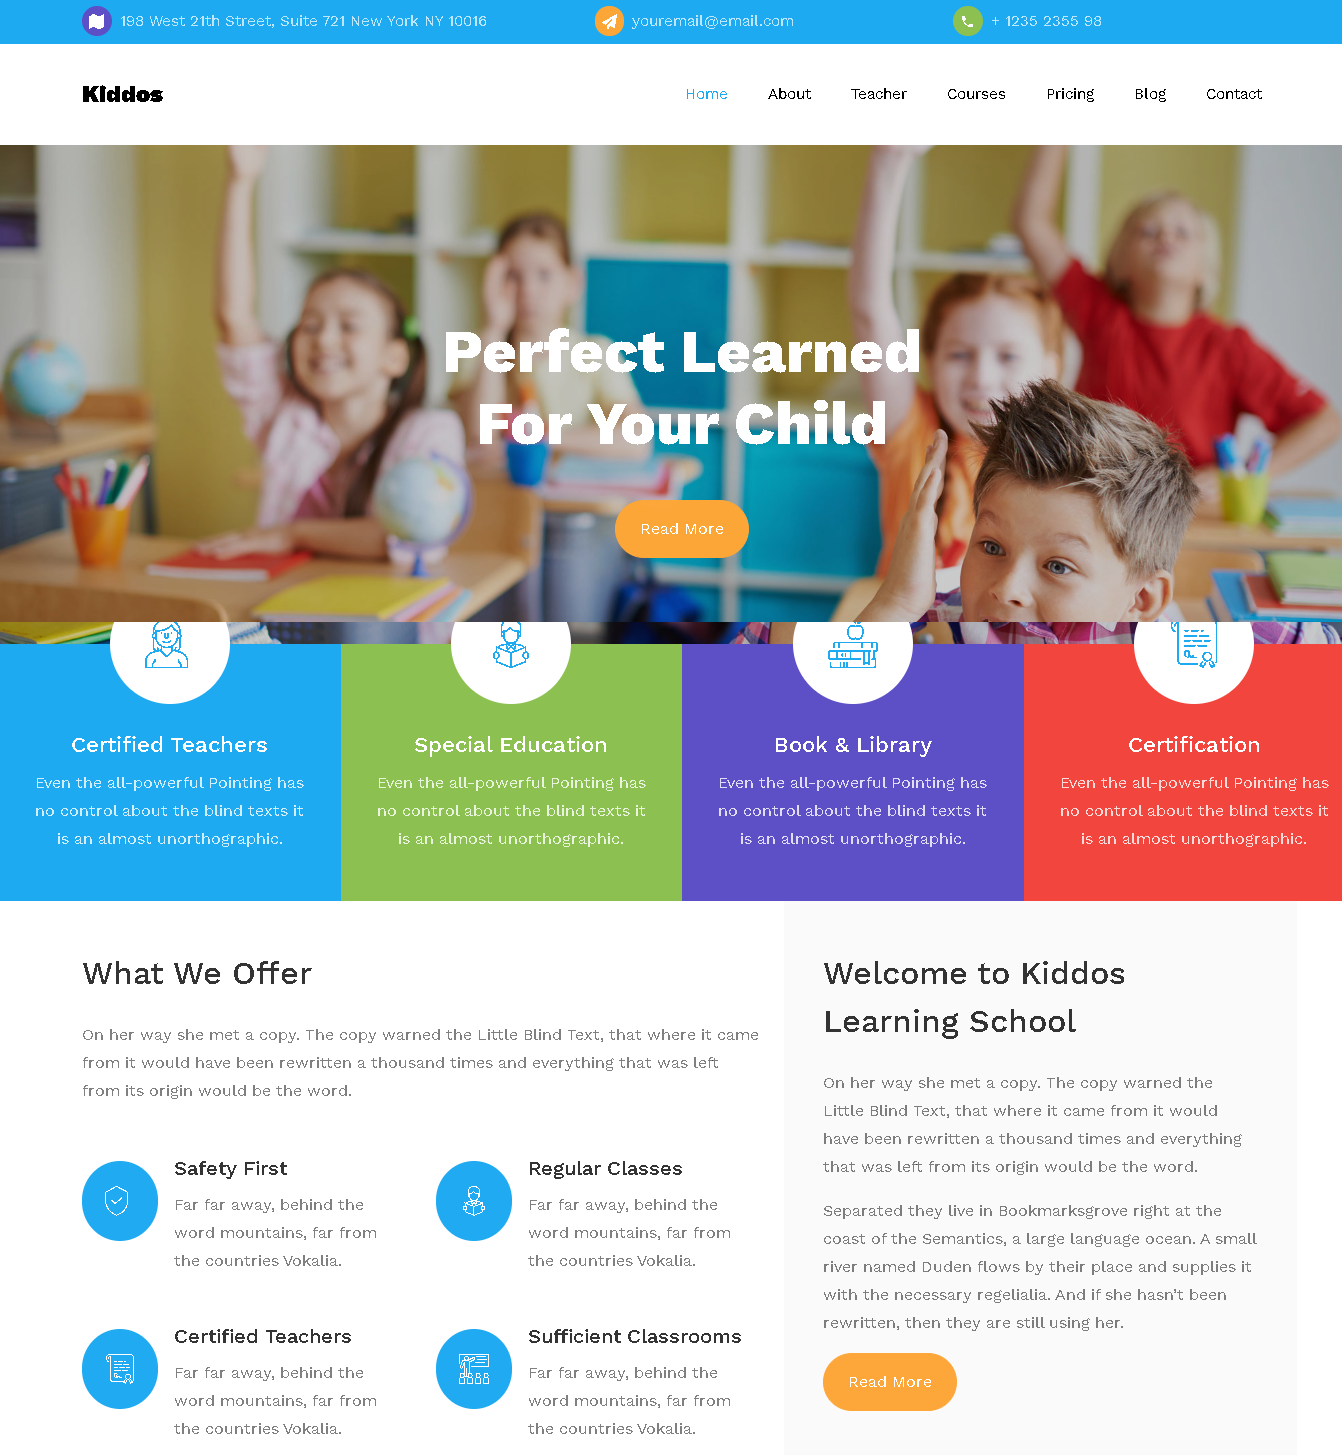 198 West 21th Street, Suite 721 New York NY 10016
youremail@email.com
+ 1235 2355 98
Kiddos
Home
About
Teacher
Courses
Pricing
Blog
Contact
Perfect Learned
For Your Child
Read More
Certified Teachers
Even the all-powerful Pointing has
no control about the blind texts it
is an almost unorthographic.
Special Education
Even the all-powerful Pointing has
no control about the blind texts it
is an almost unorthographic.
Book & Library
Even the all-powerful Pointing has
no control about the blind texts it
is an almost unorthographic.
Certification
Even the all-powerful Pointing has
no control about the blind texts it
is an almost unorthographic.
What We Offer
On her way she met a copy. The copy warned the Little Blind Text, that where it came
from it would have been rewritten a thousand times and everything that was left
from its origin would be the word.
Safety First
Far far away, behind the
word mountains, far from
the countries Vokalia.
Regular Classes
Far far away, behind the
word mountains, far from
the countries Vokalia.
Certified Teachers
Far far away, behind the
word mountains, far from
the countries Vokalia.
Sufficient Classrooms
Far far away, behind the
word mountains, far from
the countries Vokalia.
Welcome to Kiddos
Learning School
On her way she met a copy. The copy warned the
Little Blind Text, that where it came from it would
have been rewritten a thousand times and everything
that was left from its origin would be the word.
Separated they live in Bookmarksgrove right at the
coast of the Semantics, a large language ocean. A small
river named Duden flows by their place and supplies it
with the necessary regelialia. And if she hasn't been
rewritten, then they are still using her.
Read More